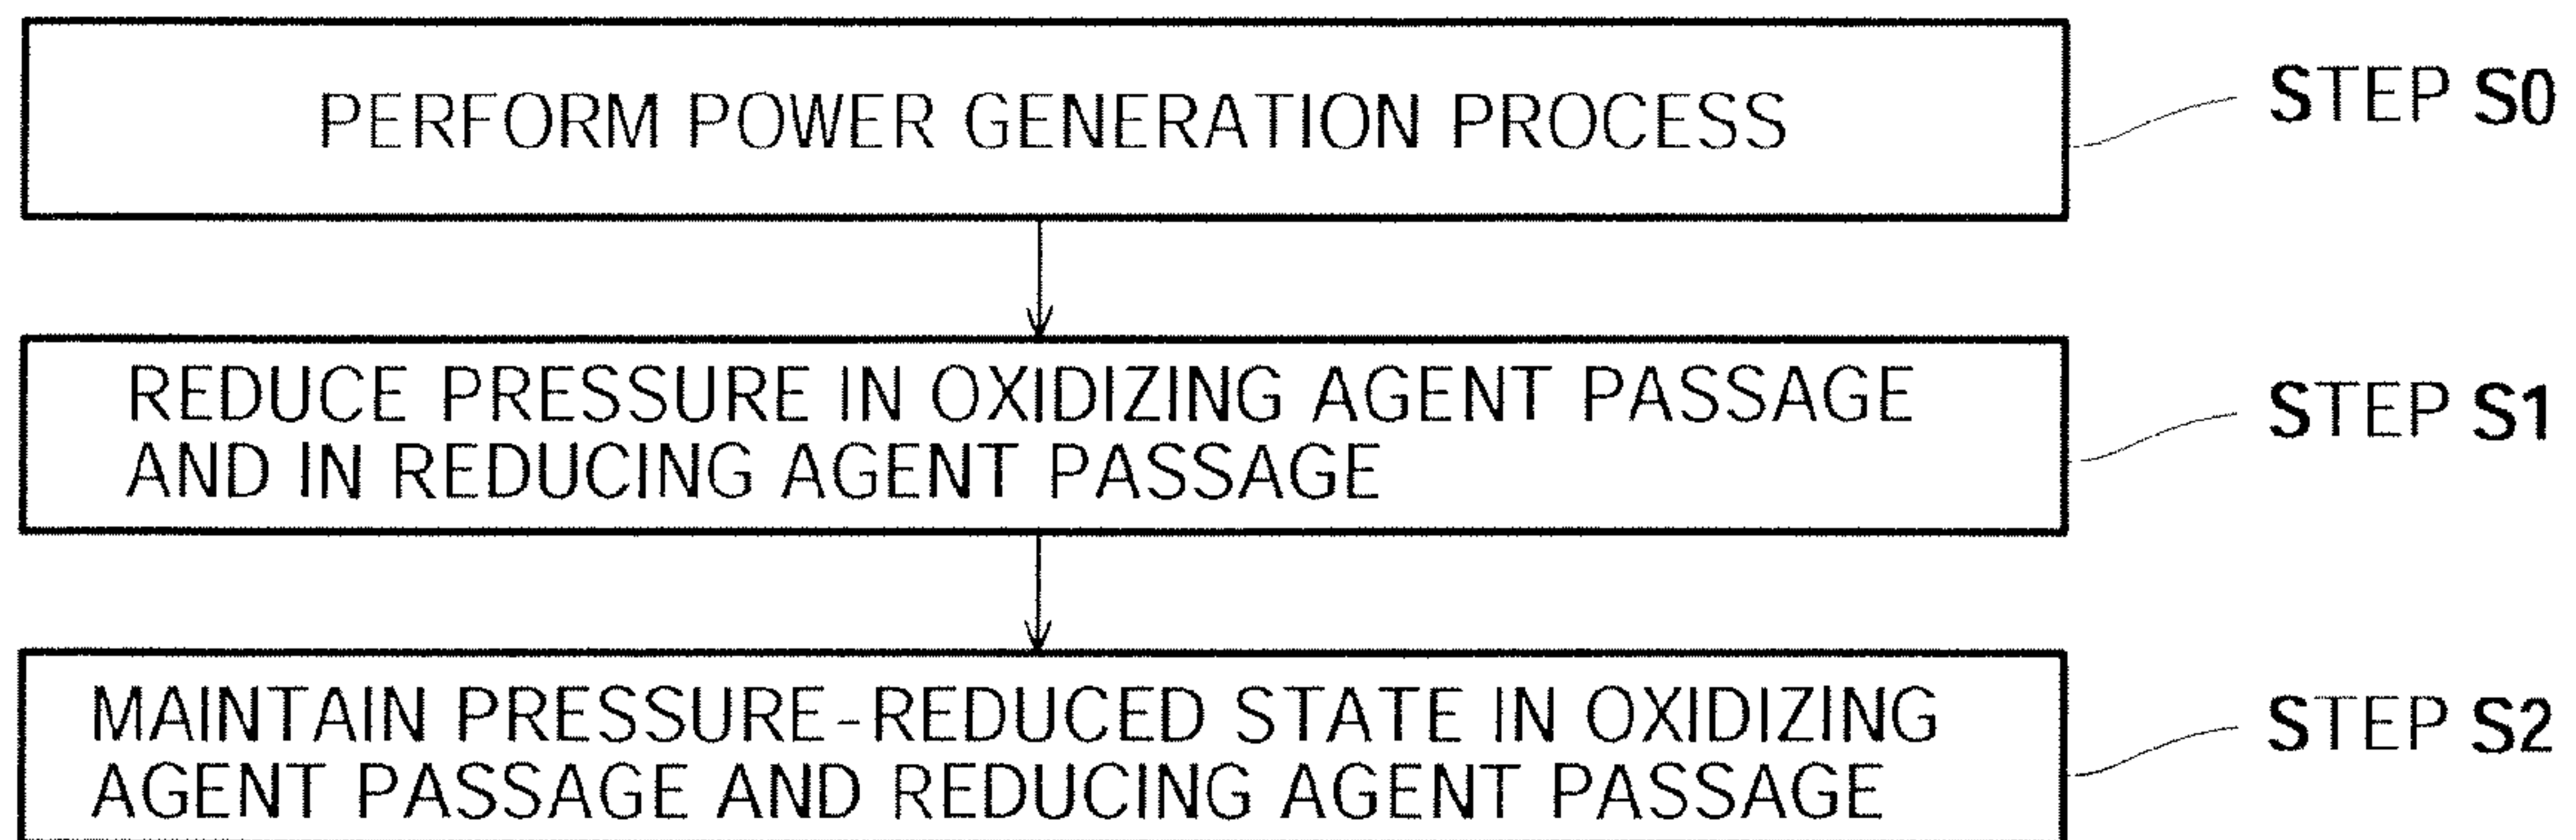 PERFORM POWER GENERATION PROCESS
STEP S0
REDUCE PRESSURE IN OXIDIZING AGENT PASSAGE
AND IN REDUCING AGENT PASSAGE
STEP S1
MAINTAIN PRESSURE-REDUCED STATE IN OXIDIZING
AGENT PASSAGE AND REDUCING AGENT PASSAGE
STEP S2